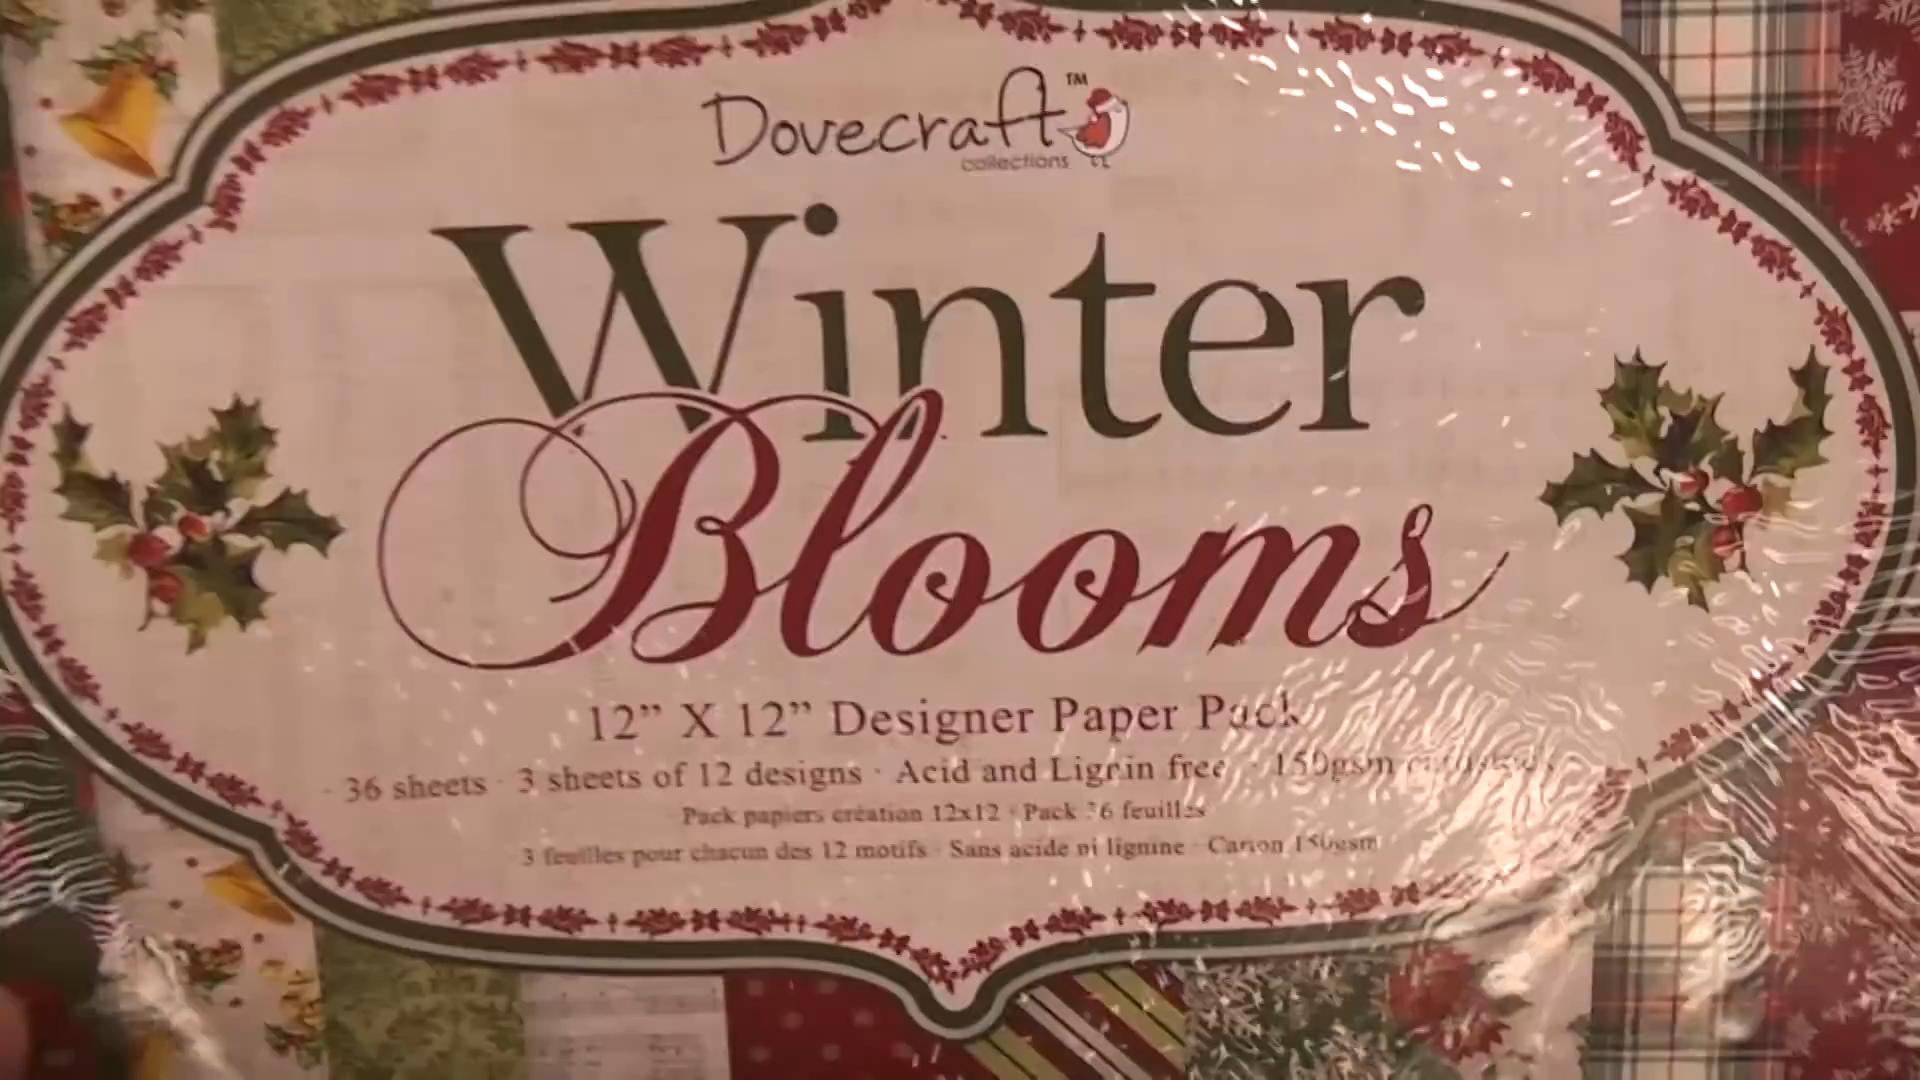 Dovecraft™
collections
Winter
Blooms
12” X 12” Designer Paper Pack
· 36 sheets · 3 sheets of 12 designs · Acid and Lignin free · 150gsm
Pack papiers création 12x12 · Pack 36 feuilles
3 feuilles pour chacun des 12 motifs · Sans acide ni lignine · Carton 150gsm